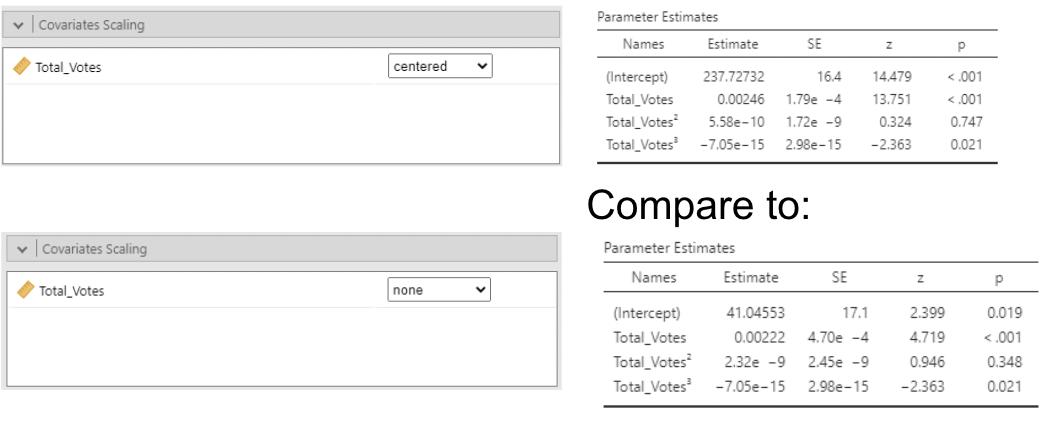 Covariates Scaling
Total_Votes centered
Parameter Estimates
Names Estimate SE z p
(Intercept) 237.72732 16.4 14.479 < .001
Total_Votes 0.00246 1.79e −4 13.751 < .001
Total_Votes² 5.58e−10 1.72e −9 0.324 0.747
Total_Votes³ −7.05e−15 2.98e−15 −2.363 0.021
Compare to:
Covariates Scaling
Total_Votes none
Parameter Estimates
Names Estimate SE z p
(Intercept) 41.04553 17.1 2.399 0.019
Total_Votes 0.00222 4.70e −4 4.719 < .001
Total_Votes² 2.32e −9 2.45e −9 0.946 0.348
Total_Votes³ −7.05e−15 2.98e−15 −2.363 0.021